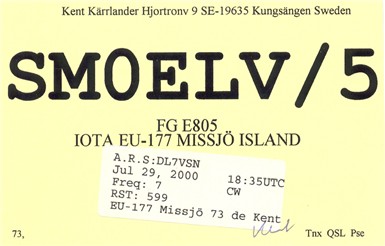 Kent Kärrlander Hjortronv 9 SE-19635 Kungsängen Sweden
SM0ELV/5
FG E805
IOTA EU-177 MISSJÖ ISLAND
A.R.S:DL7VSN
Jul 29, 2000 18:35UTC
Freq: 7 CW
RST: 599
EU-177 Missjö 73 de Kent
Kent
73, Tnx QSL Pse